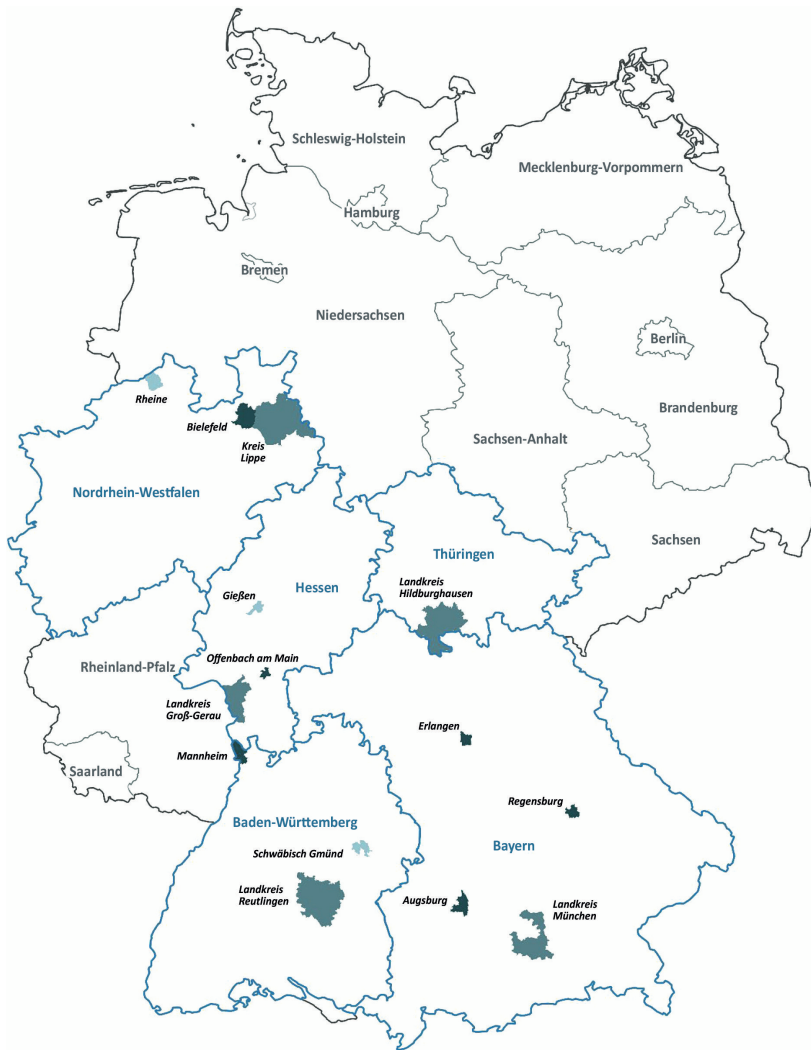 Schleswig-Holstein
Mecklenburg-Vorpommern
Hamburg
Bremen
Niedersachsen
Berlin
Rheine
Brandenburg
Bielefeld
Kreis
Lippe
Sachsen-Anhalt
Nordrhein-Westfalen
Sachsen
Thüringen
Landkreis
Hildburghausen
Hessen
Gießen
Rheinland-Pfalz
Offenbach am Main
Landkreis
Groß-Gerau
Erlangen
Mannheim
Saarland
Regensburg
Baden-Württemberg
Bayern
Schwäbisch Gmünd
Landkreis
Reutlingen
Augsburg
Landkreis
München